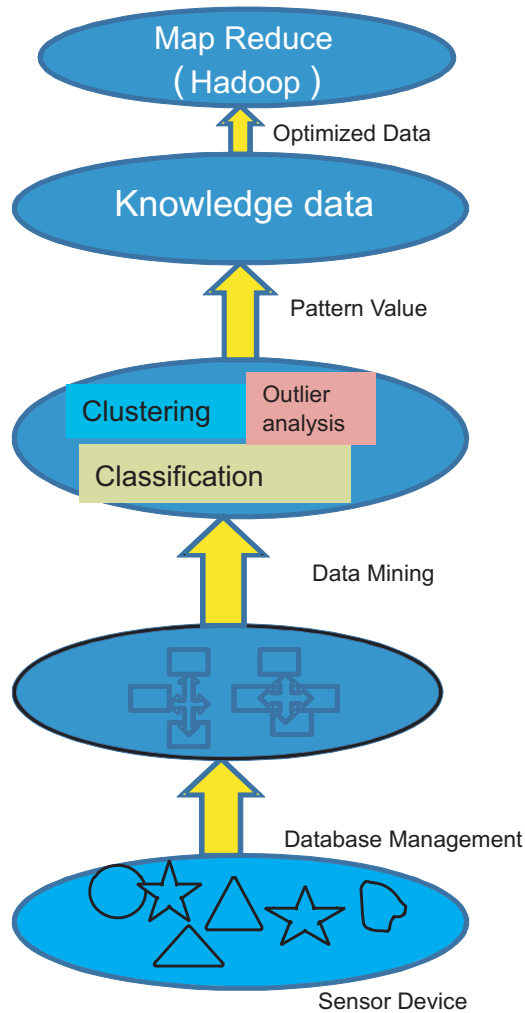 Map Reduce
(Hadoop)
Optimized Data
Knowledge data
Pattern Value
Clustering
Outlier
analysis
Classification
Data Mining
Database Management
Sensor Device